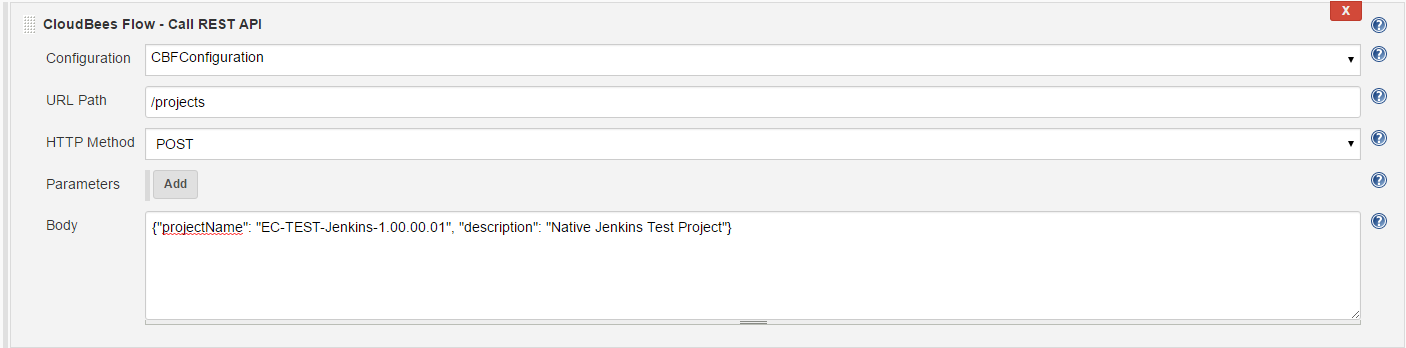 CloudBees Flow - Call REST API
X
Configuration
CBFConfiguration
URL Path
/projects
HTTP Method
POST
Parameters
Add
Body
{"projectName": "EC-TEST-Jenkins-1.00.00.01", "description": "Native Jenkins Test Project"}